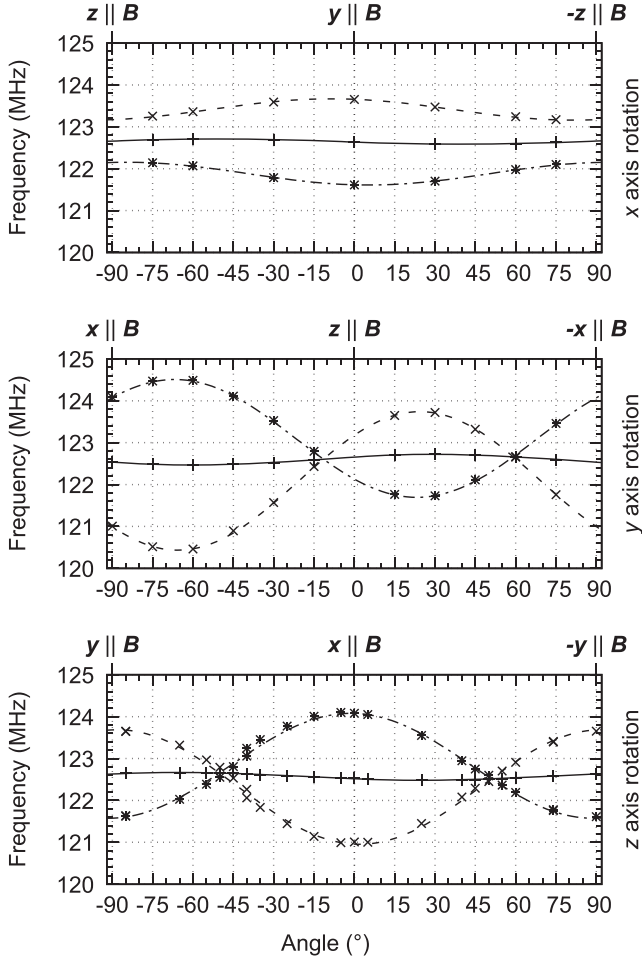 z || B y || B -z || B
125
124
123
122
121
120
Frequency (MHz)
x axis rotation
-90 -75 -60 -45 -30 -15 0 15 30 45 60 75 90
x || B z || B -x || B
125
124
123
122
121
120
Frequency (MHz)
y axis rotation
-90 -75 -60 -45 -30 -15 0 15 30 45 60 75 90
y || B x || B -y || B
125
124
123
122
121
120
Frequency (MHz)
z axis rotation
-90 -75 -60 -45 -30 -15 0 15 30 45 60 75 90
Angle (°)